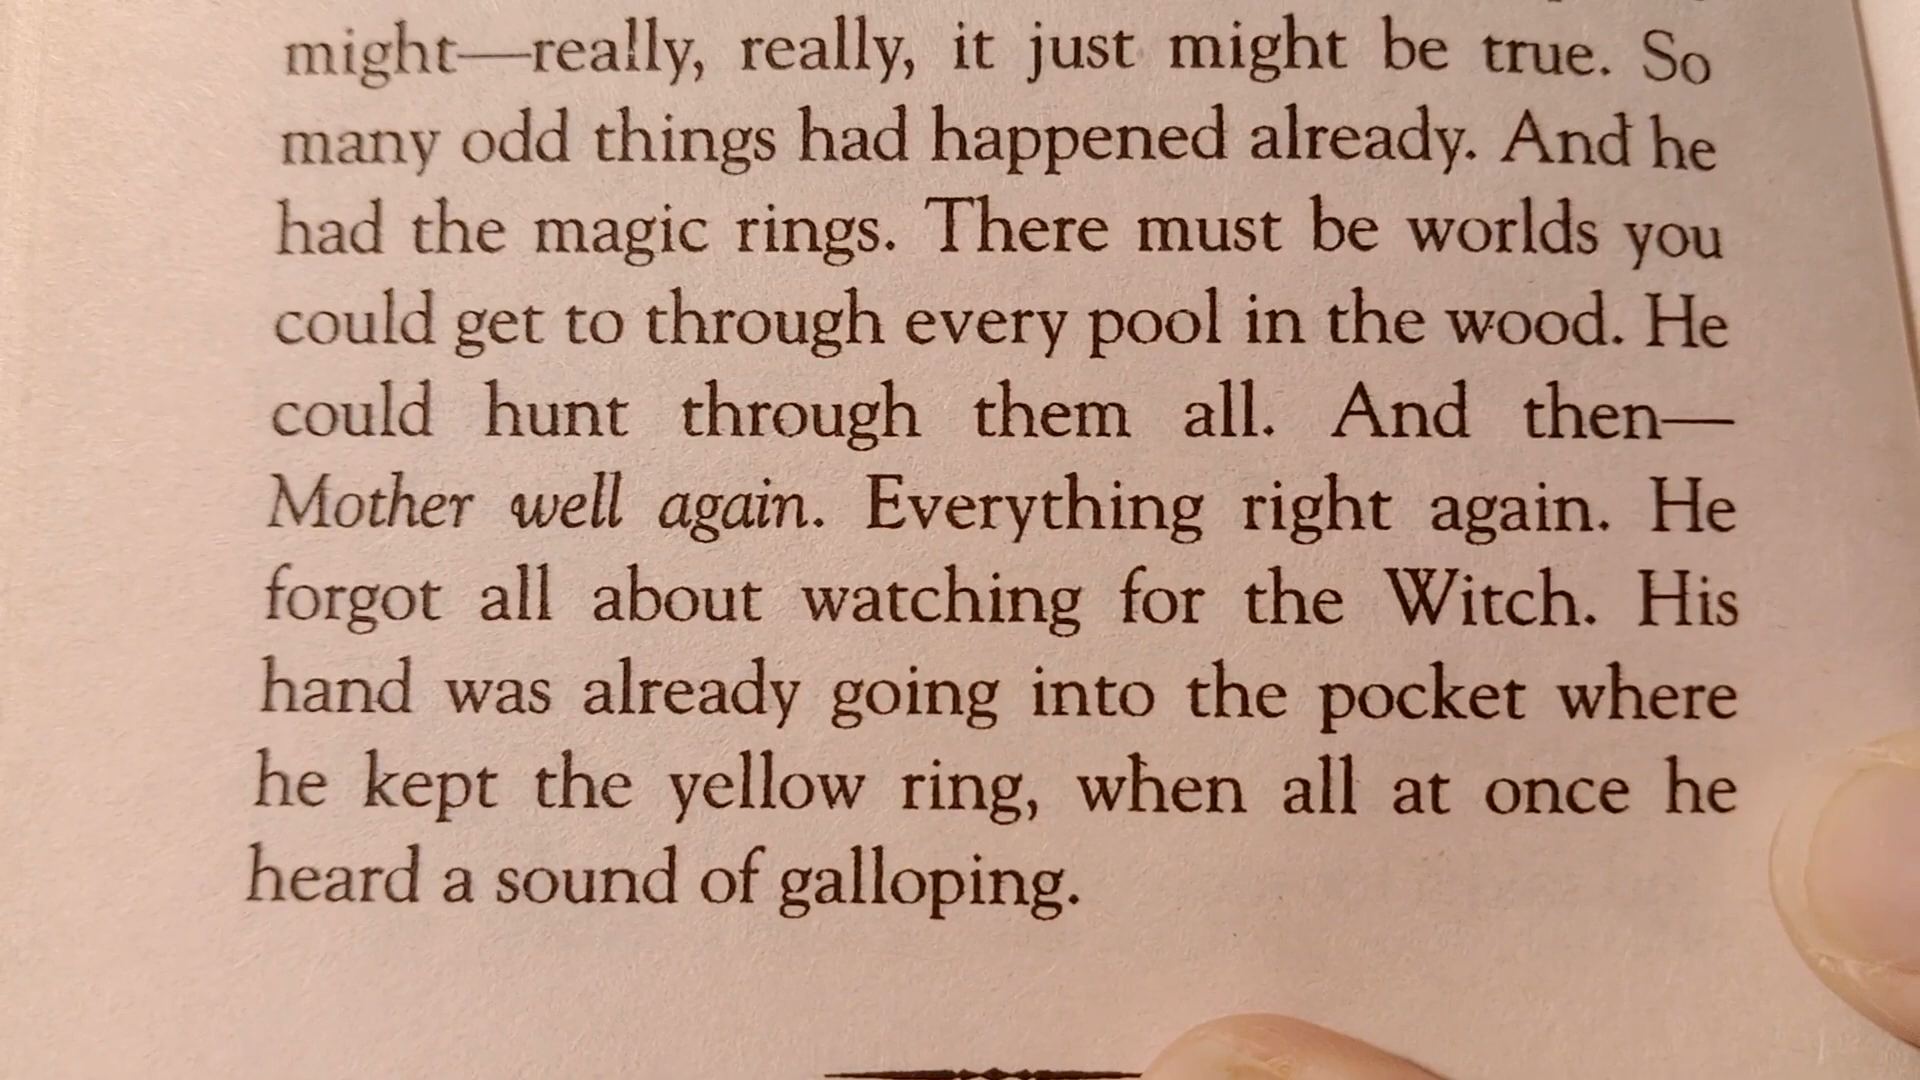 might—really, really, it just might be true. So
many odd things had happened already. And he
had the magic rings. There must be worlds you
could get to through every pool in the wood. He
could hunt through them all. And then—
Mother well again. Everything right again. He
forgot all about watching for the Witch. His
hand was already going into the pocket where
he kept the yellow ring, when all at once he
heard a sound of galloping.